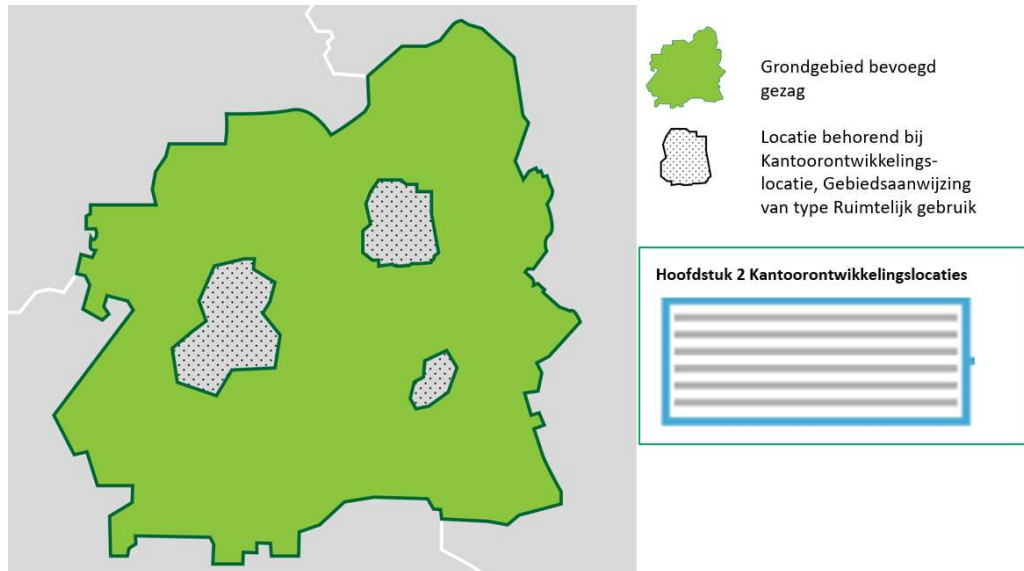 Grondgebied bevoegd
gezag
Locatie behorend bij
Kantoorontwikkelings-
locatie, Gebiedsaanwijzing
van type Ruimtelijk gebruik
Hoofdstuk 2 Kantoorontwikkelingslocaties